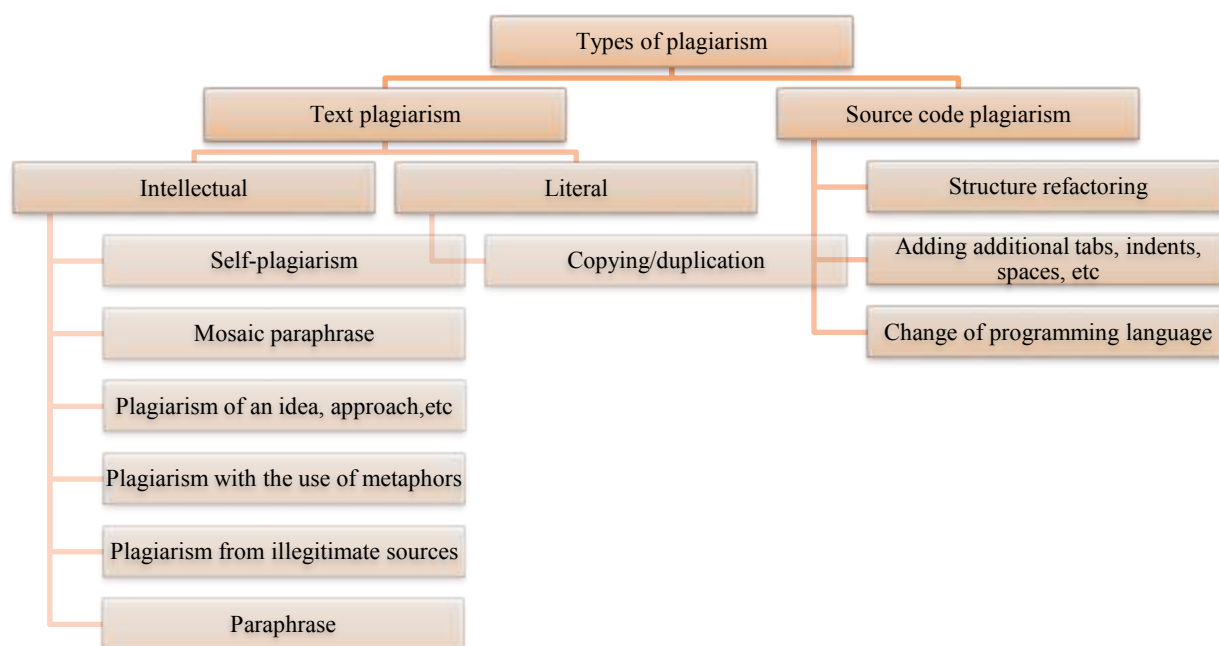 Types of plagiarism
Text plagiarism
Source code plagiarism
Intellectual
Literal
Structure refactoring
Self-plagiarism
Copying/duplication
Adding additional tabs, indents,
spaces, etc
Mosaic paraphrase
Change of programming language
Plagiarism of an idea, approach,etc
Plagiarism with the use of metaphors
Plagiarism from illegitimate sources
Paraphrase